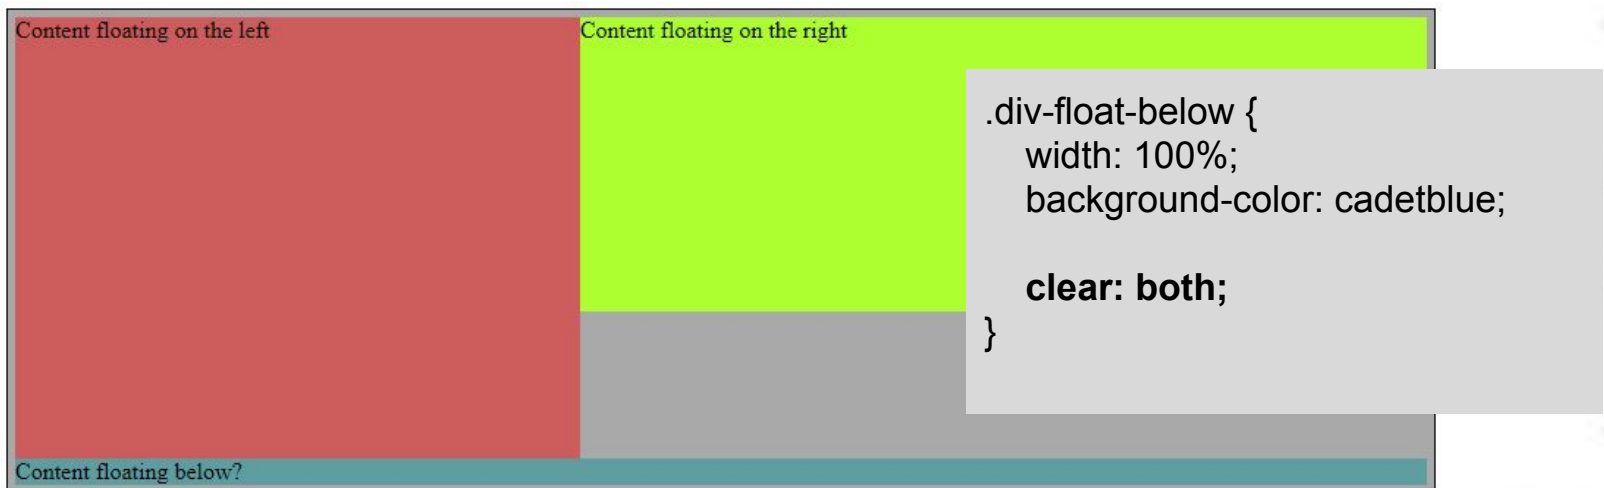 Content floating on the left
Content floating on the right
.div-float-below {
width: 100%;
background-color: cadetblue;
clear: both;
}
Content floating below?